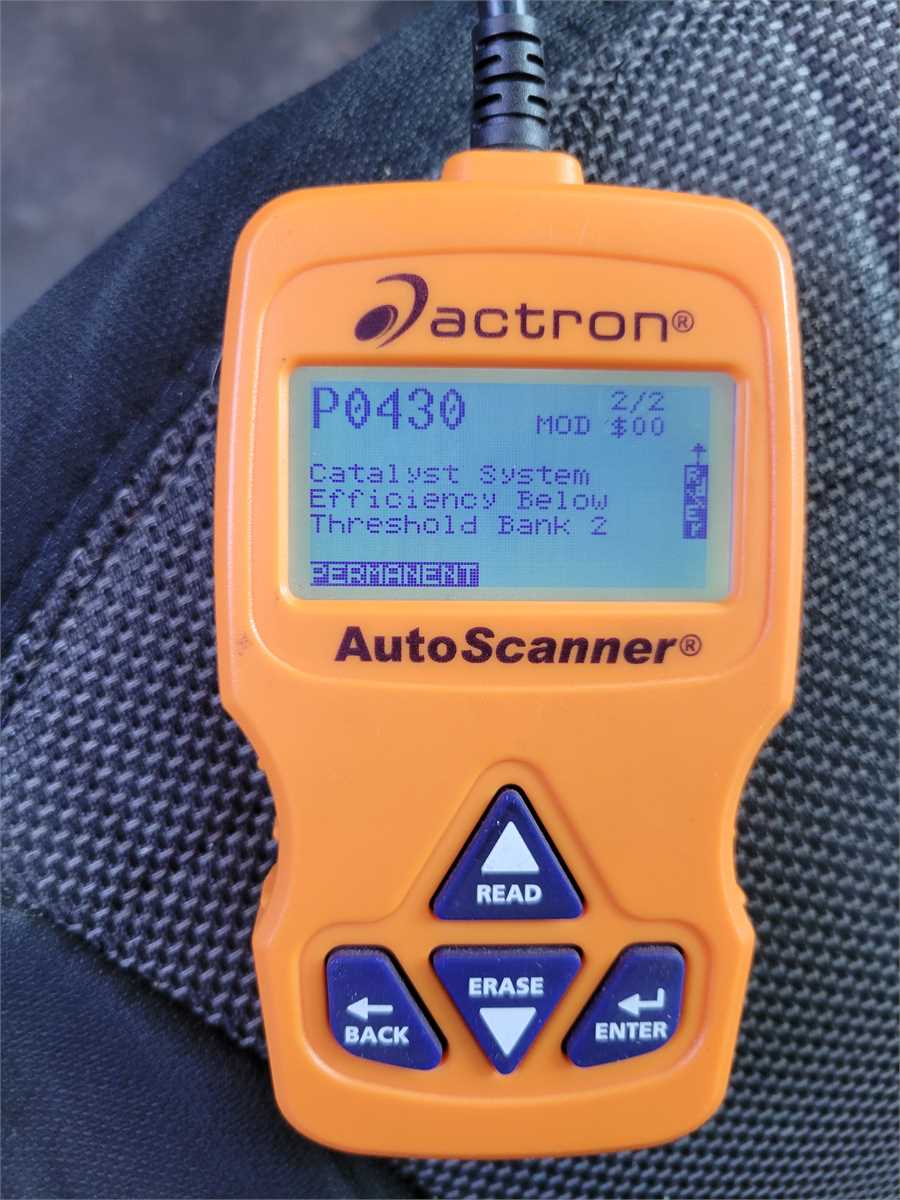 actron®
P0430 2/2
MOD $00
Catalyst System
Efficiency Below
Threshold Bank 2
PERMANENT
AutoScanner®
READ
ERASE
BACK
ENTER